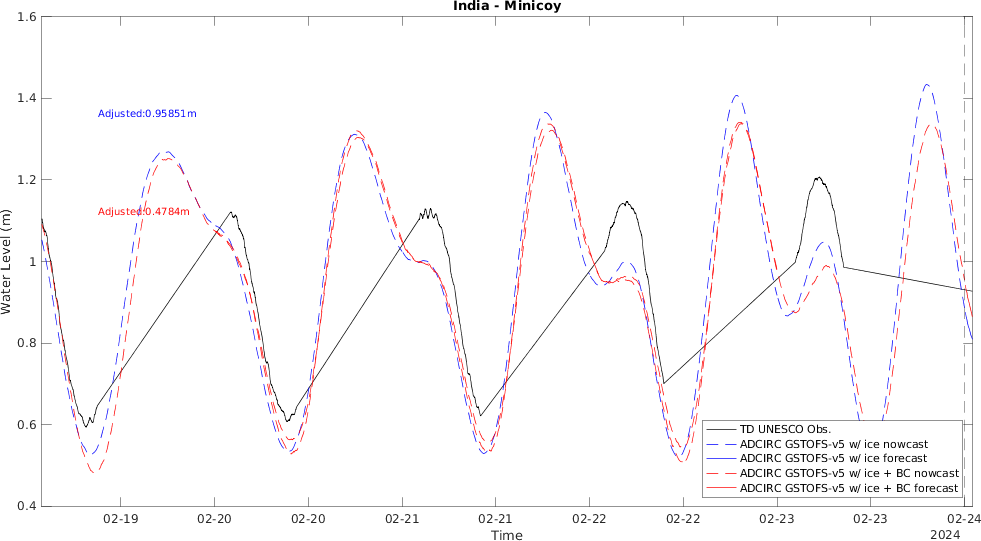 India - Minicoy
1.6
1.4
1.2
1
0.8
0.6
0.4
Water Level (m)
Adjusted:0.95851m
Adjusted:0.4784m
TD UNESCO Obs.
ADCIRC GSTOFS-v5 w/ ice nowcast
ADCIRC GSTOFS-v5 w/ ice forecast
ADCIRC GSTOFS-v5 w/ ice + BC nowcast
ADCIRC GSTOFS-v5 w/ ice + BC forecast
02-19 02-20 02-20 02-21 02-21 02-22 02-22 02-23 02-23 02-24
Time 2024